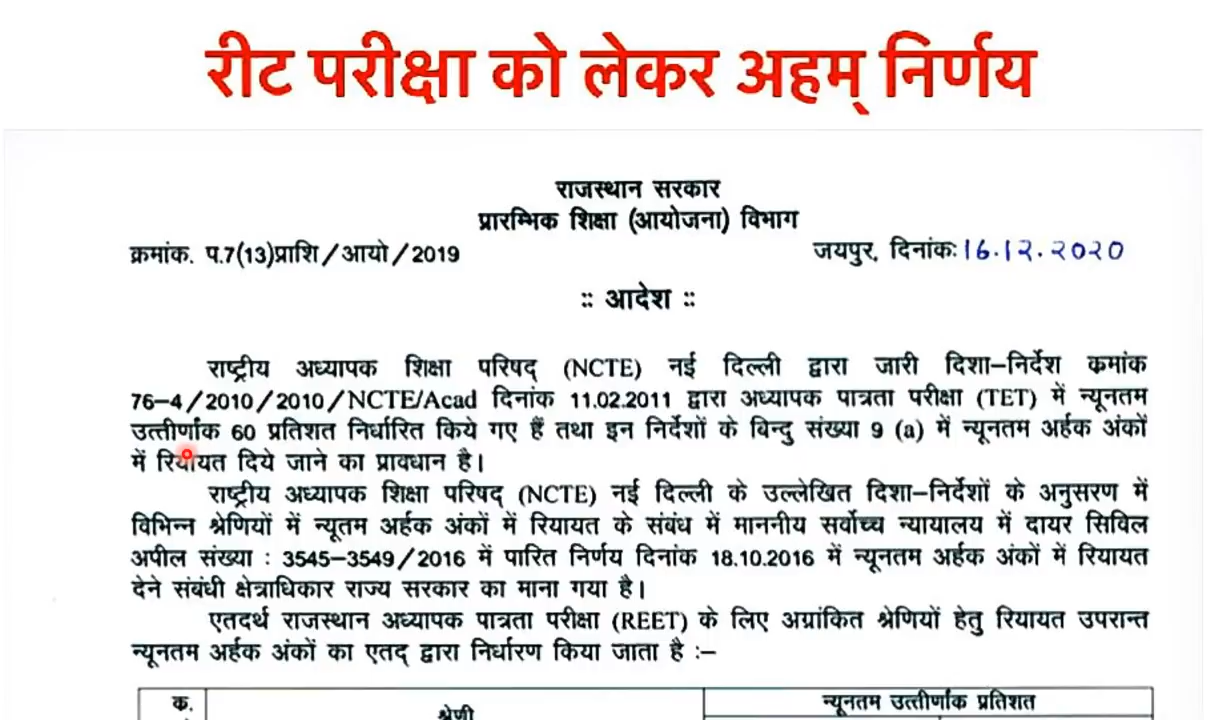 रीट परीक्षा को लेकर अहम् निर्णय
राजस्थान सरकार
प्रारम्भिक शिक्षा (आयोजना) विभाग
क्रमांक. प.7(13)प्राशि/आयो/2019
जयपुर, दिनांक: 16.12.2020
:: आदेश ::
राष्ट्रीय अध्यापक शिक्षा परिषद् (NCTE) नई दिल्ली द्वारा जारी दिशा–निर्देश क्रमांक
76–4/2010/2010/NCTE/Acad दिनांक 11.02.2011 द्वारा अध्यापक पात्रता परीक्षा (TET) में न्यूनतम
उत्तीर्णांक 60 प्रतिशत निर्धारित किये गए हैं तथा इन निर्देशों के बिन्दु संख्या 9 (a) में न्यूनतम अर्हक अंकों
में रियायत दिये जाने का प्रावधान है।
राष्ट्रीय अध्यापक शिक्षा परिषद् (NCTE) नई दिल्ली के उल्लेखित दिशा–निर्देशों के अनुसरण में
विभिन्न श्रेणियों में न्यूतम अर्हक अंकों में रियायत के संबंध में माननीय सर्वोच्च न्यायालय में दायर सिविल
अपील संख्या : 3545–3549/2016 में पारित निर्णय दिनांक 18.10.2016 में न्यूनतम अर्हक अंकों में रियायत
देने संबंधी क्षेत्राधिकार राज्य सरकार का माना गया है।
एतदर्थ राजस्थान अध्यापक पात्रता परीक्षा (REET) के लिए अग्रांकित श्रेणियों हेतु रियायत उपरान्त
न्यूनतम अर्हक अंकों का एतद् द्वारा निर्धारण किया जाता है :–
क.
श्रेणी
न्यूनतम उत्तीर्णांक प्रतिशत